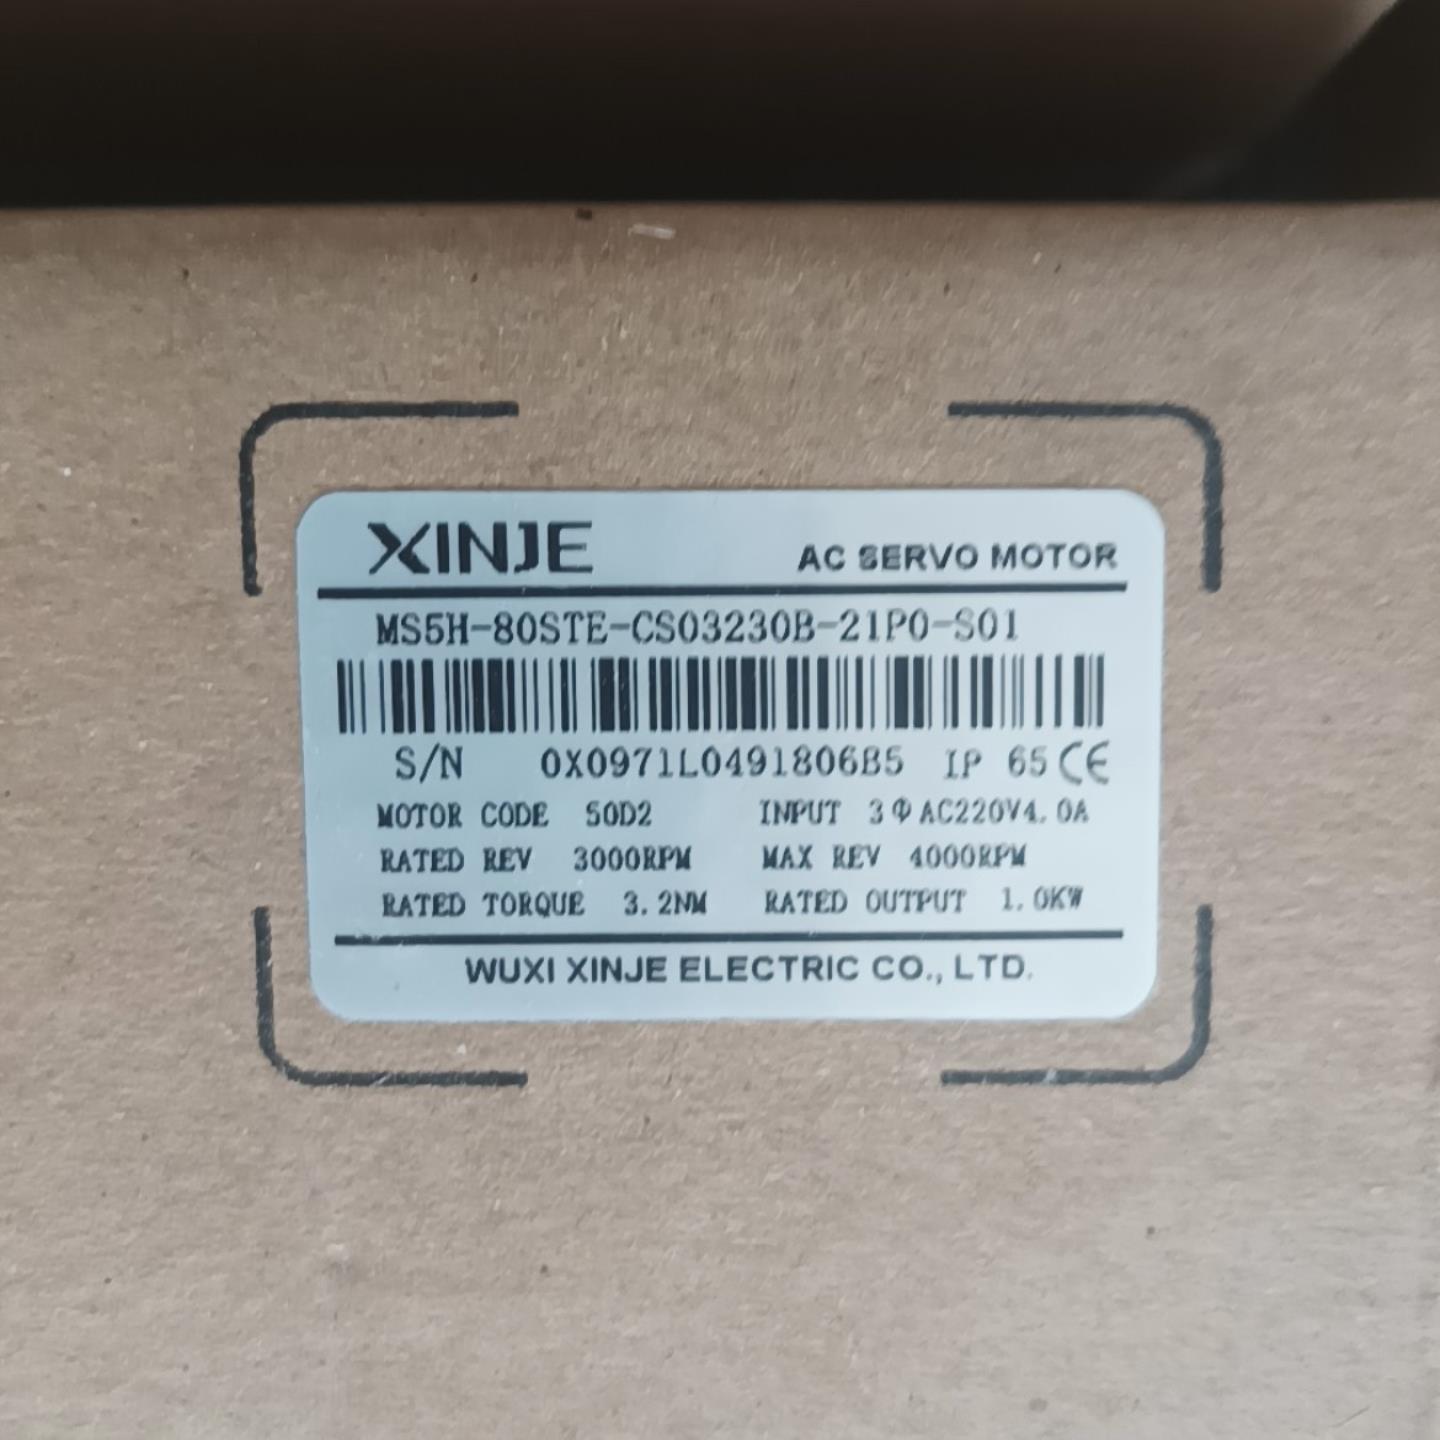 XINJE AC SERVO MOTOR
MS5H-80STE-CS03230B-21P0-S01
S/N 0X0971L0491806B5 IP 65 CE
MOTOR CODE 50D2 INPUT 3Φ AC220V4.0A
RATED REV 3000RPM MAX REV 4000RPM
RATED TORQUE 3.2NM RATED OUTPUT 1.0KW
WUXI XINJE ELECTRIC CO., LTD.